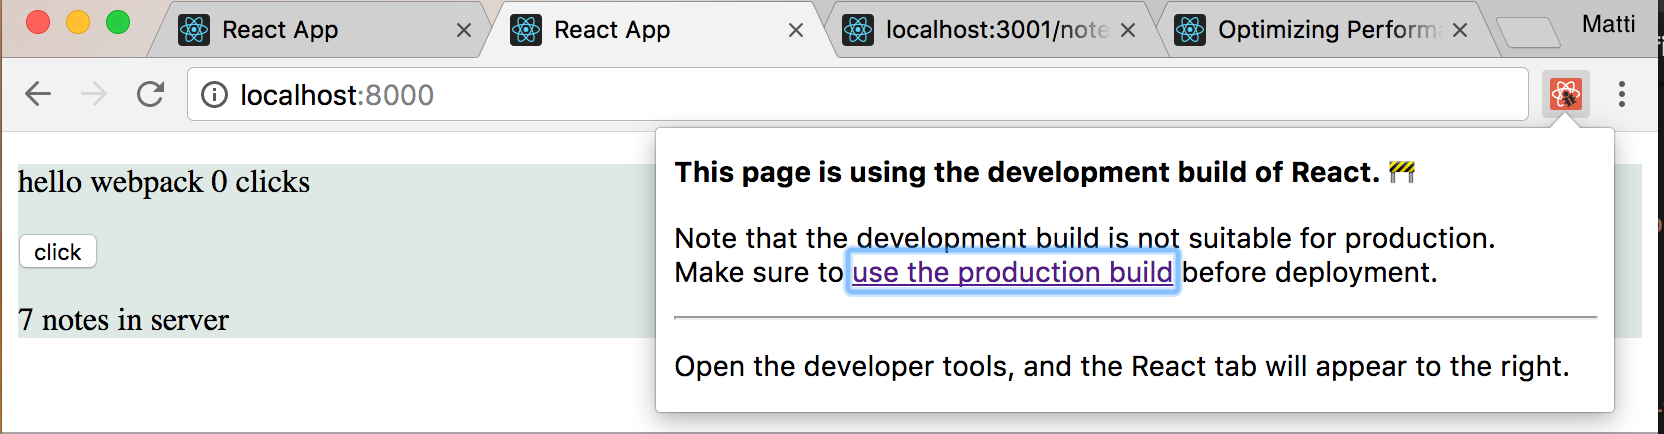 React App
React App
localhost:3001/note
Optimizing Performa
Matti
localhost:8000
This page is using the development build of React. 🚧
hello webpack 0 clicks
Note that the development build is not suitable for production.
click
Make sure to use the production build before deployment.
7 notes in server
Open the developer tools, and the React tab will appear to the right.